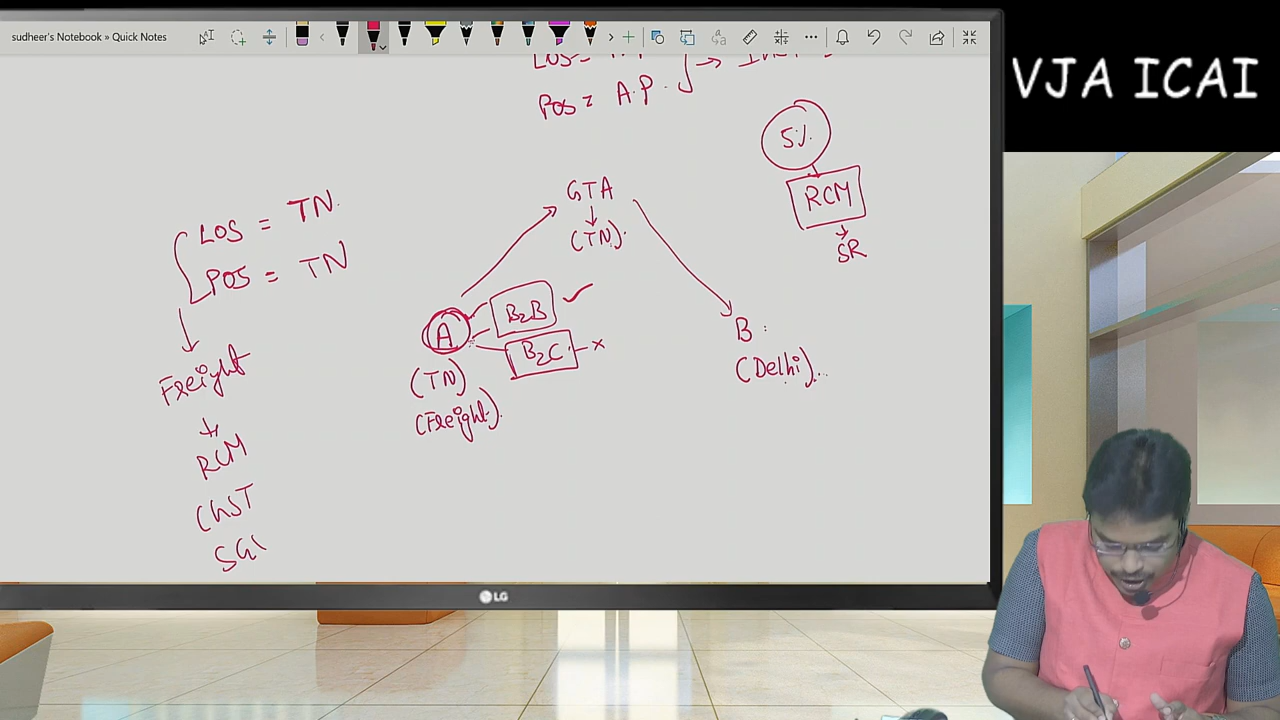 sudheer's Notebook » Quick Notes
VJA ICAI
POS = A.P.
5%
RCM
SR
GTA
(TN).
LOS = TN.
POS = TN
Freight
RCM
CGST
A
B2B
B2C
(TN)
(Freight).
B :
(Delhi)..
LG